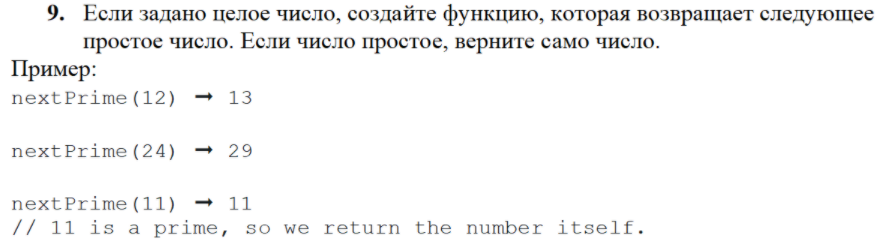 9. Если задано целое число, создайте функцию, которая возвращает следующее
простое число. Если число простое, верните само число.
Пример:
nextPrime(12) ➞ 13
nextPrime(24) ➞ 29
nextPrime(11) ➞ 11
// 11 is a prime, so we return the number itself.